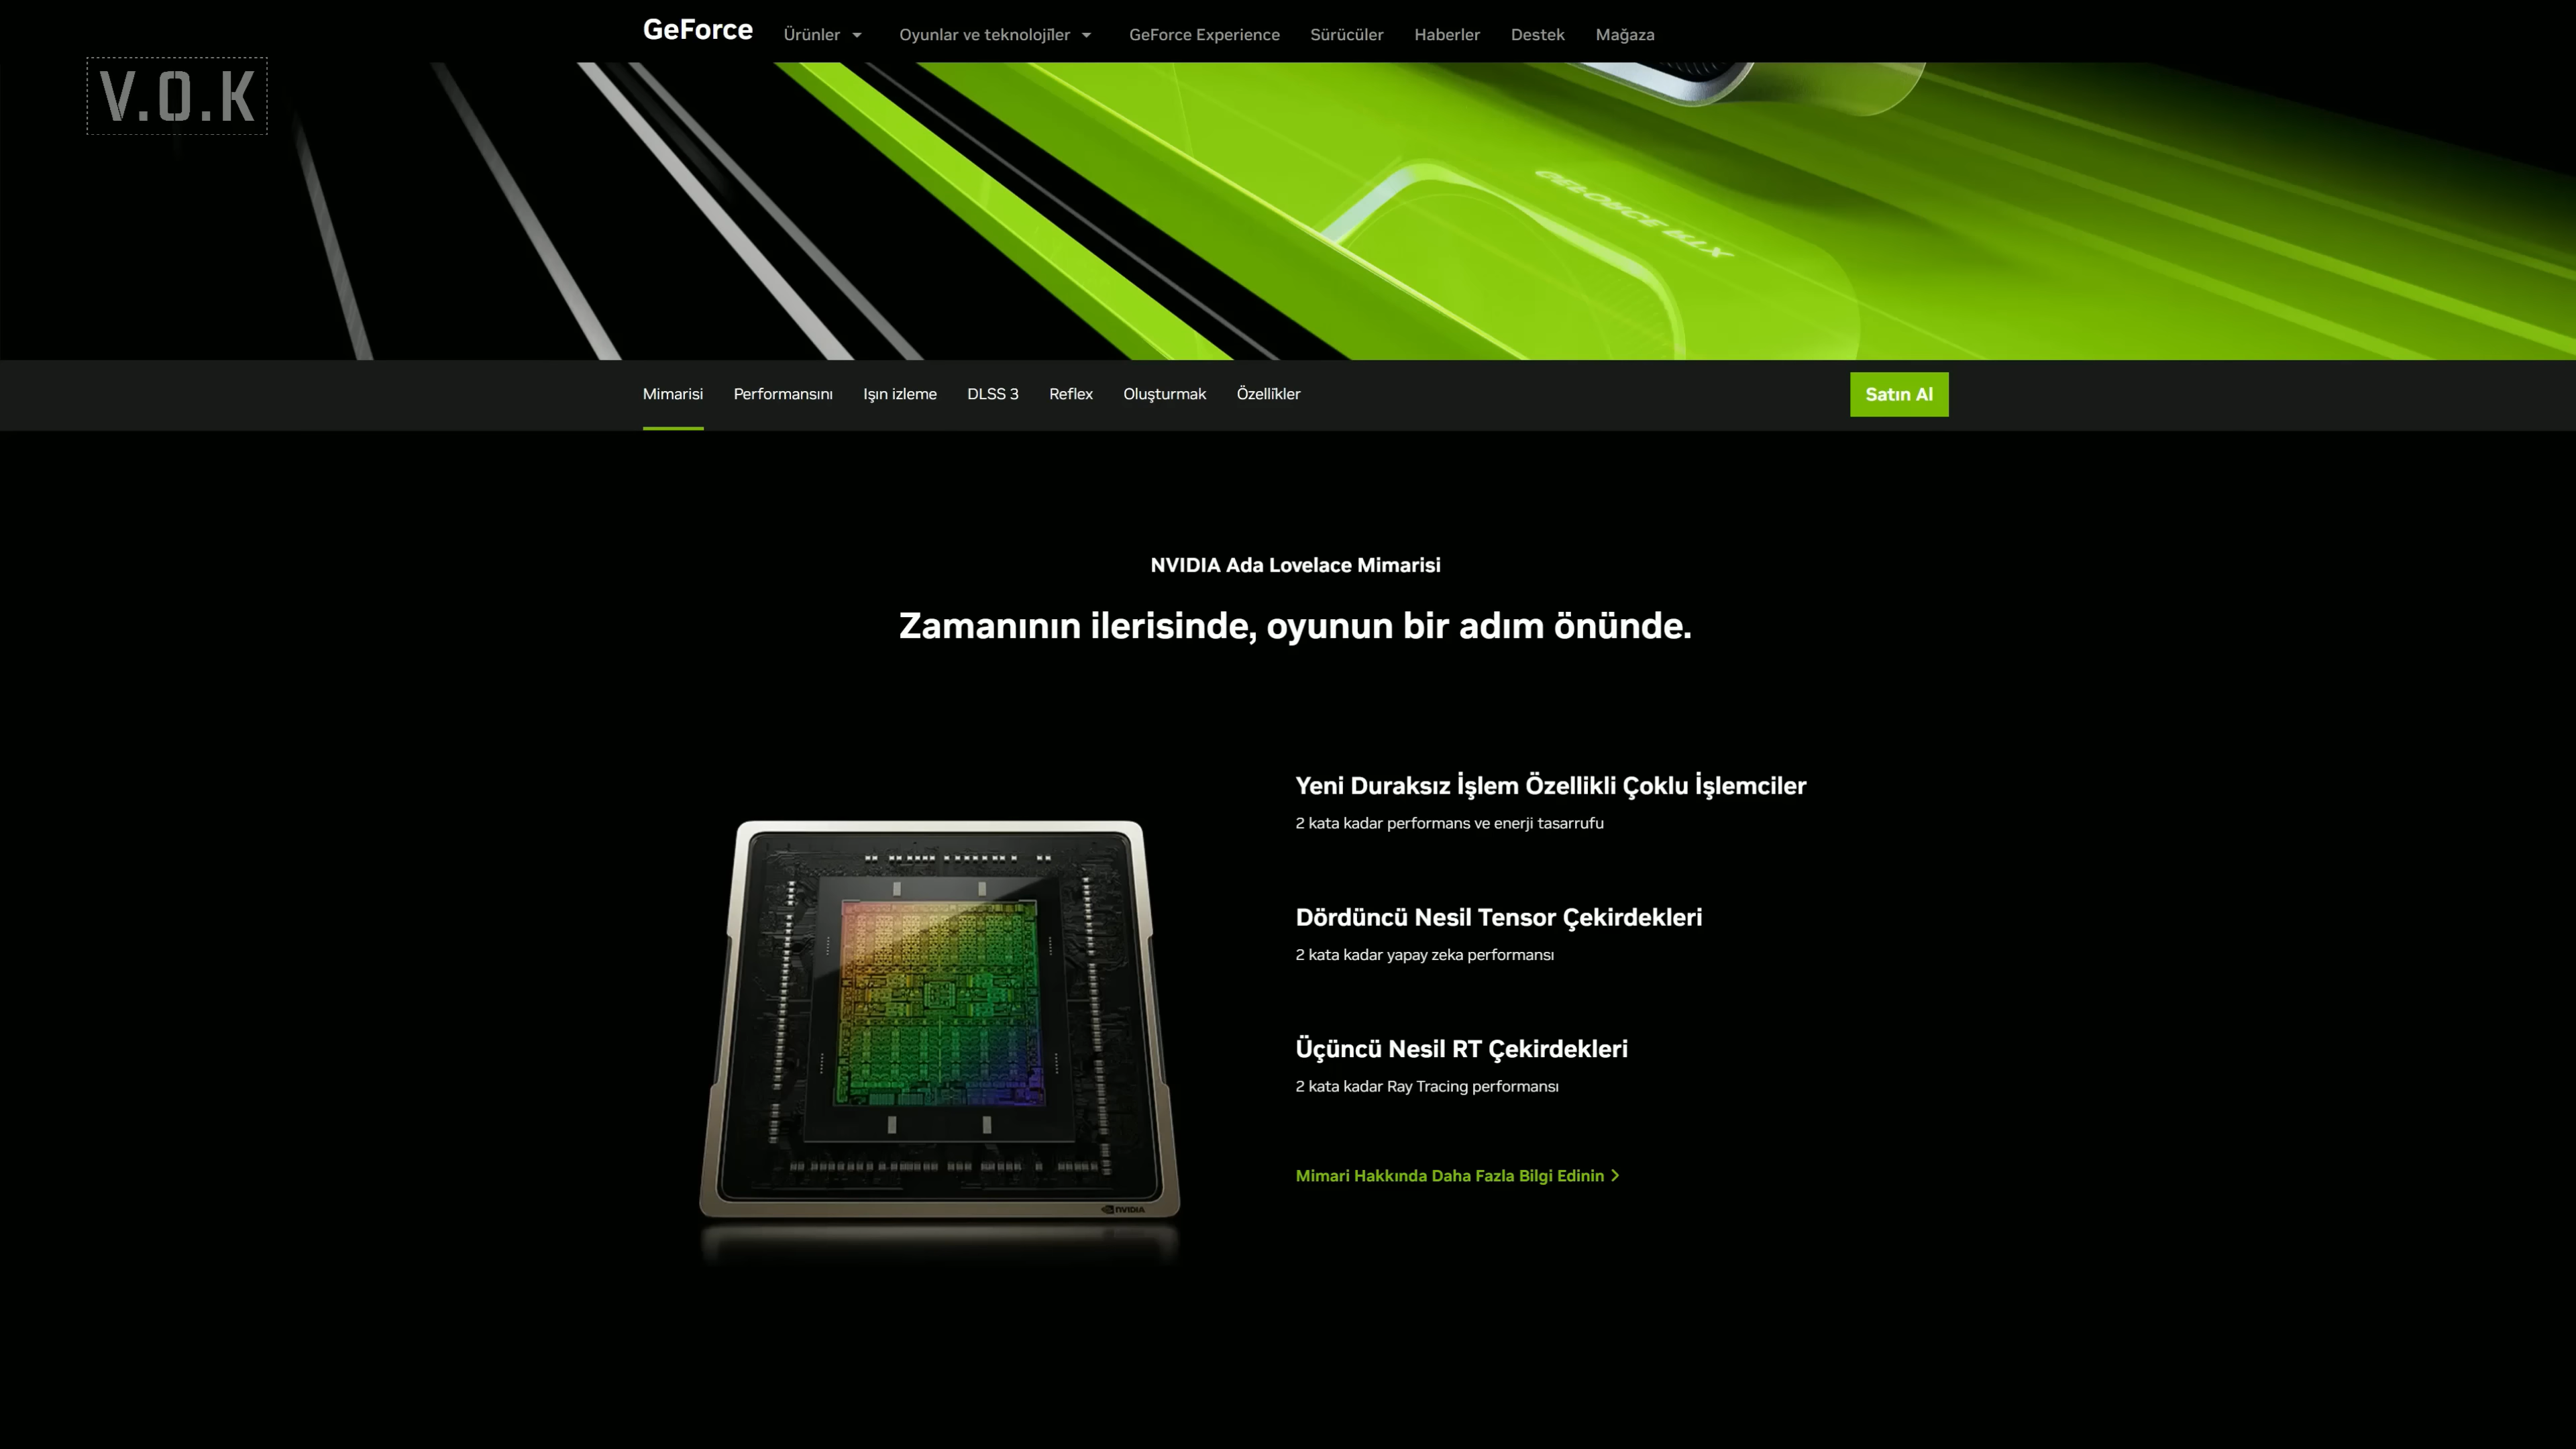 GeForce Ürünler Oyunlar ve teknolojiler GeForce Experience Sürücüler Haberler Destek Mağaza
V.O.K
GEFORCE RTX
Mimarisi Performansını Işın izleme DLSS 3 Reflex Oluşturmak Özellikler Satın Al
NVIDIA Ada Lovelace Mimarisi
Zamanının ilerisinde, oyunun bir adım önünde.
Yeni Duraksız İşlem Özellikli Çoklu İşlemciler
2 kata kadar performans ve enerji tasarrufu
Dördüncü Nesil Tensor Çekirdekleri
2 kata kadar yapay zeka performansı
Üçüncü Nesil RT Çekirdekleri
2 kata kadar Ray Tracing performansı
Mimari Hakkında Daha Fazla Bilgi Edinin
NVIDIA